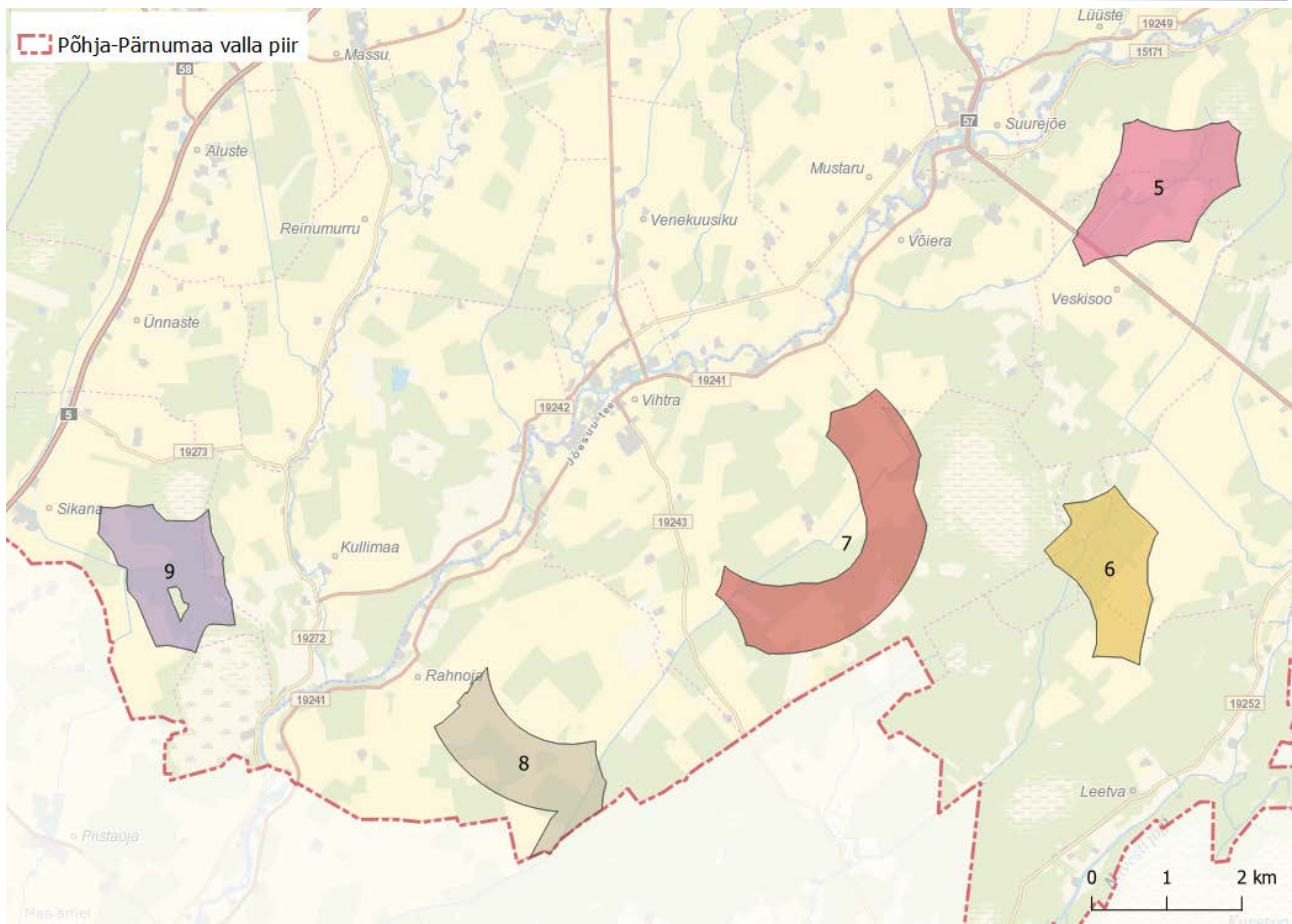 Põhja-Pärnumaa valla piir
Lüüste
19249
15171
Massu
58
57
Suurejõe
Aluste
Mustaru
5
Reinumurru
Venekuusiku
Võiera
Veskisoo
Ünnaste
19241
Vihtra
19242
5
Jõesuu tee
19273
Sikana
19243
Kullimaa
7
6
9
19272
Rahnoja
19241
19252
8
Leetva
Piistaoja
0 1 2 km
Maa-amet